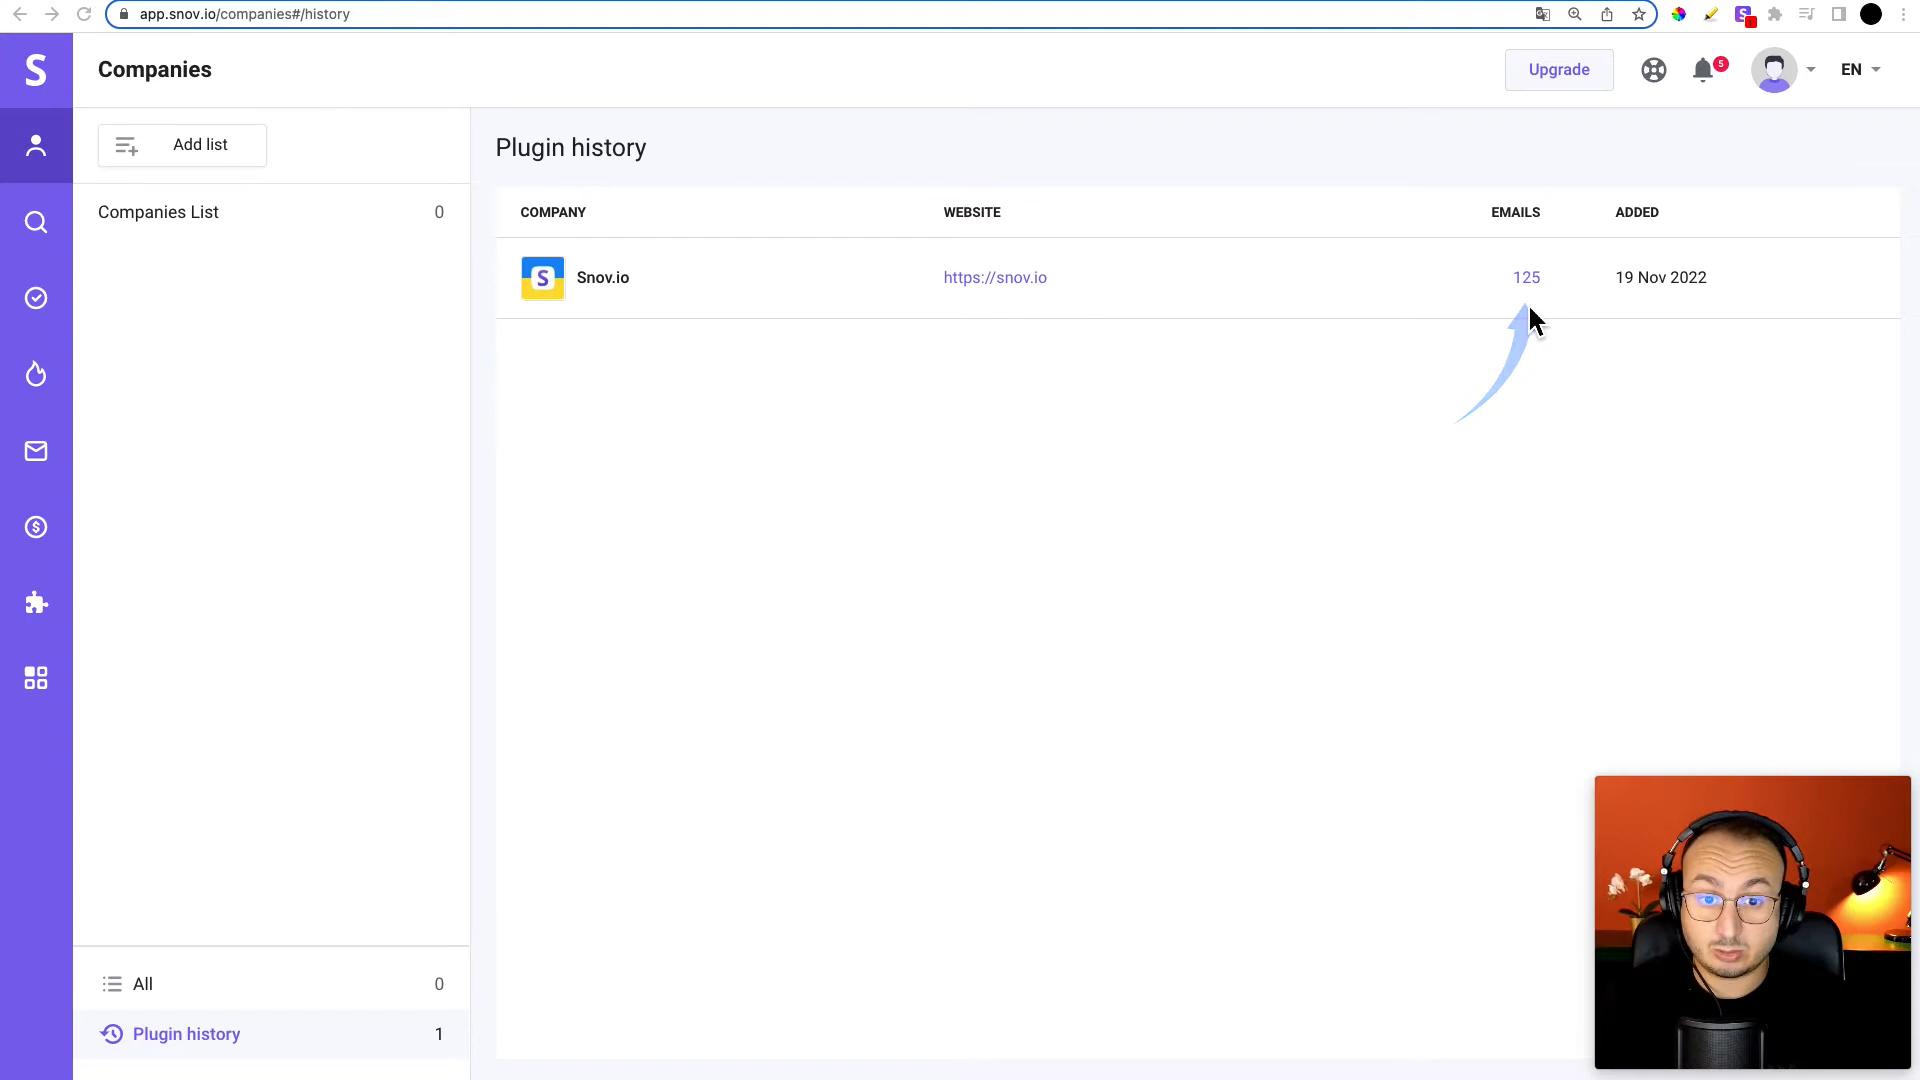 app.snov.io/companies#/history
S
Companies
Upgrade
5
EN
Add list
Plugin history
Companies List 0
COMPANY WEBSITE EMAILS ADDED
S Snov.io https://snov.io 125 19 Nov 2022
All 0
Plugin history 1